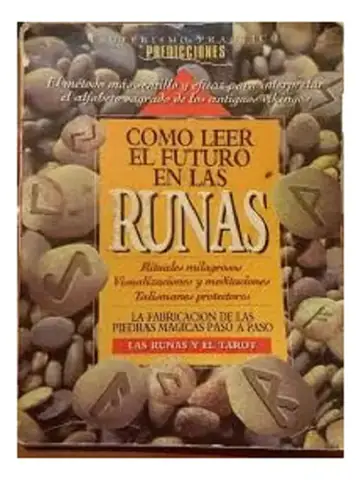 ESOTERISMO PRACTICO
PREDICCIONES
El método más sencillo y eficaz para interpretar
el alfabeto sagrado de los antiguos vikingos
COMO LEER
EL FUTURO
EN LAS
RUNAS
Rituales milagrosos
Visualizaciones y meditaciones
Talismanes protectores
LA FABRICACION DE LAS
PIEDRAS MAGICAS PASO A PASO
LAS RUNAS Y EL TAROT